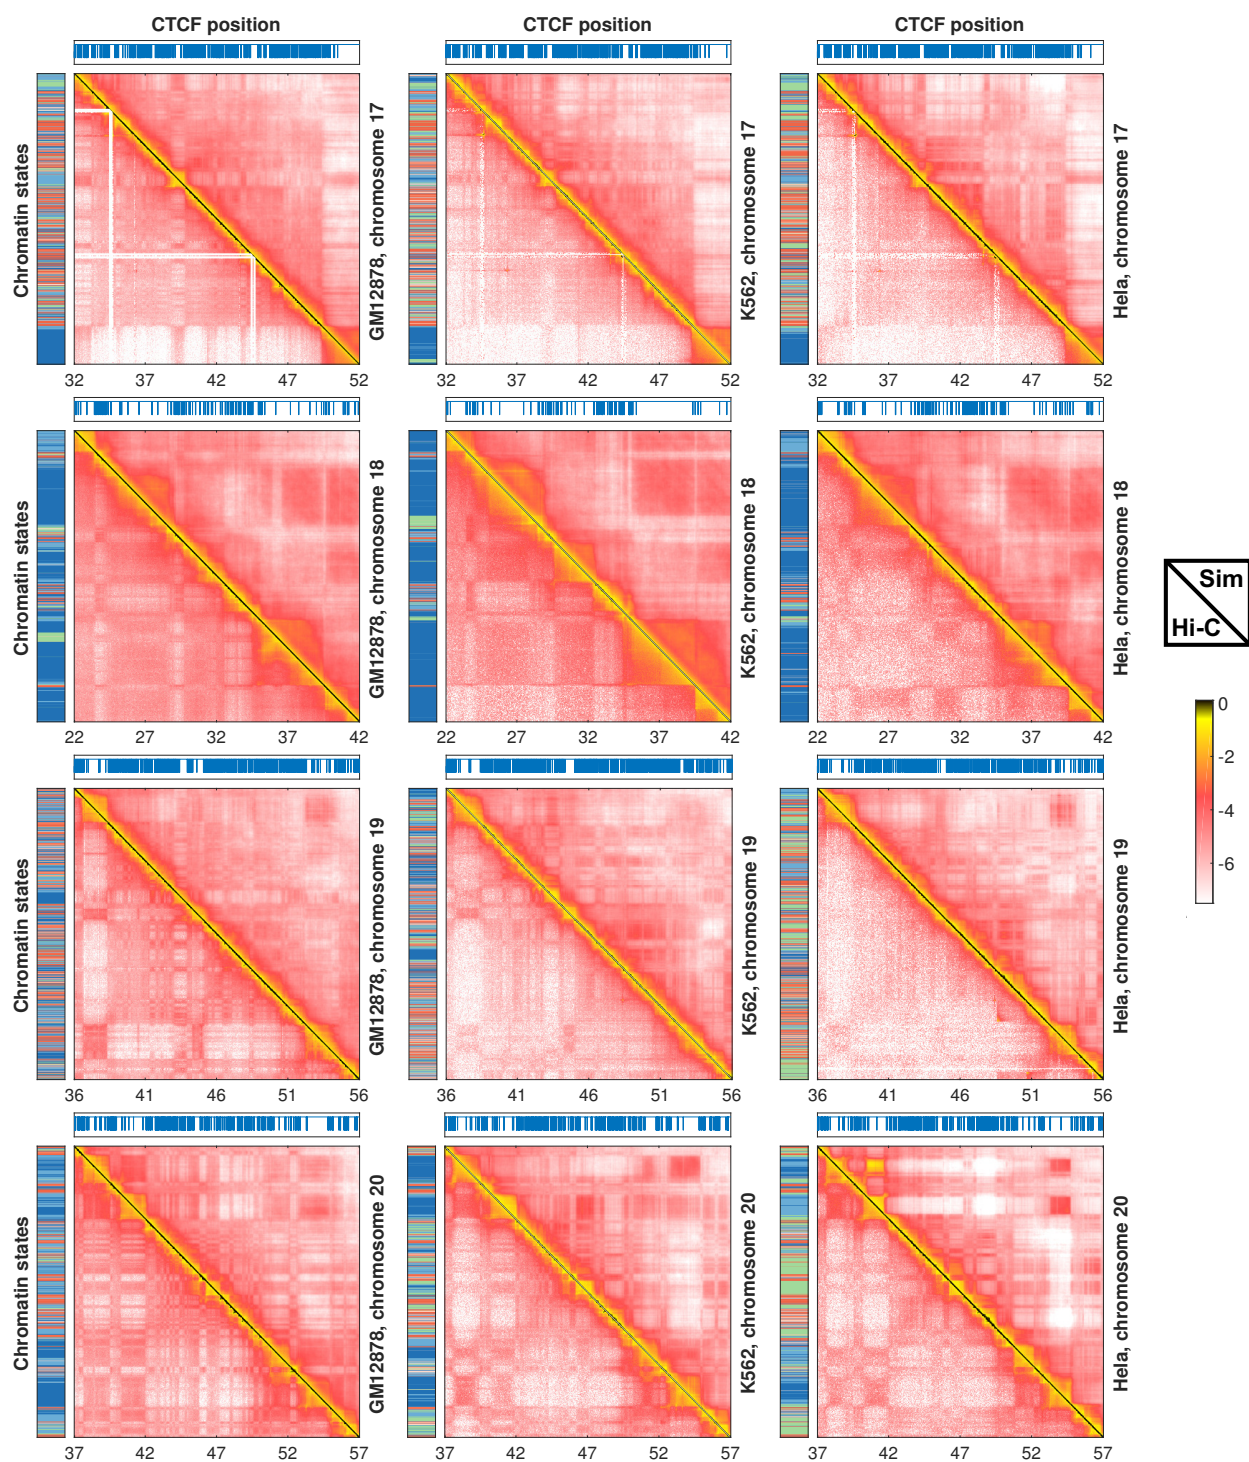 CTCF position CTCF position CTCF position
Chromatin states
GM12878, chromosome 17
K562, chromosome 17
Hela, chromosome 17
32 37 42 47 52 32 37 42 47 52 32 37 42 47 52
Chromatin states
GM12878, chromosome 18
K562, chromosome 18
Hela, chromosome 18
22 27 32 37 42 22 27 32 37 42 22 27 32 37 42
Sim
Hi-C
0
-2
-4
-6
Chromatin states
GM12878, chromosome 19
K562, chromosome 19
Hela, chromosome 19
36 41 46 51 56 36 41 46 51 56 36 41 46 51 56
Chromatin states
GM12878, chromosome 20
K562, chromosome 20
Hela, chromosome 20
37 42 47 52 57 37 42 47 52 57 37 42 47 52 57